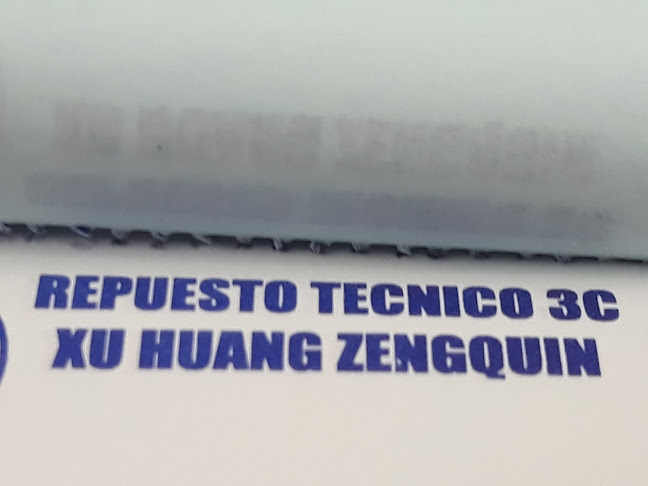 REPUESTO TECNICO 3C
XU HUANG ZENGQUIN